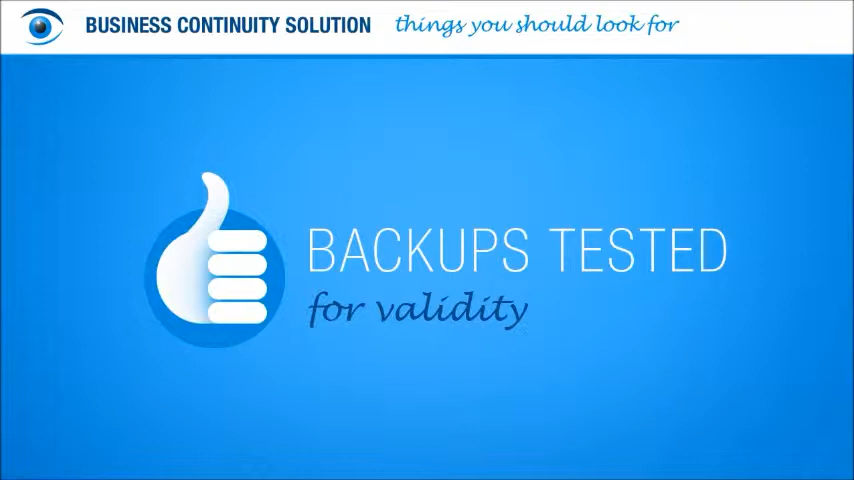 BUSINESS CONTINUITY SOLUTION things you should look for
BACKUPS TESTED
for validity